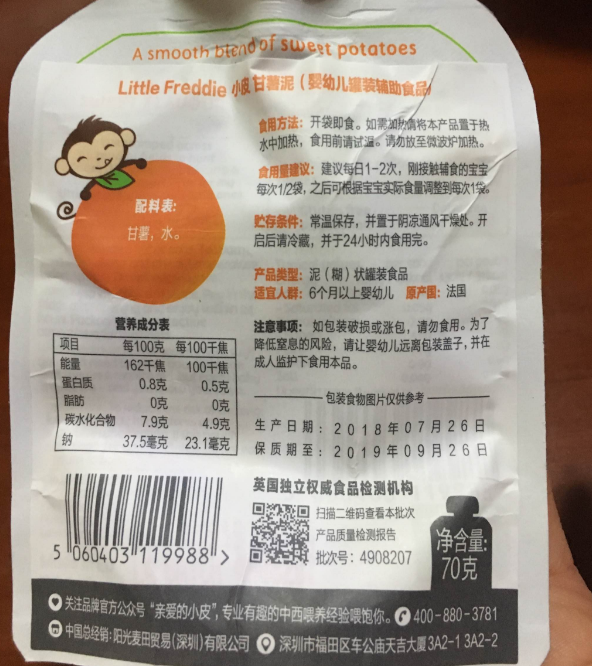 A smooth blend of sweet potatoes
Little Freddie 小皮 甘薯泥（婴幼儿罐装辅助食品）
食用方法：开袋即食。如需加热请将本产品置于热
水中加热，食用前请试温。请勿放至微波炉加热。
食用量建议：建议每日1-2次，刚接触辅食的宝宝
每次1/2袋，之后可根据宝宝实际食量调整到每次1袋。
配料表：
甘薯，水。
贮存条件：常温保存，并置于阴凉通风干燥处。开
启后请冷藏，并于24小时内食用完。
产品类型：泥（糊）状罐装食品
适宜人群：6个月以上婴幼儿 原产国：法国
注意事项：如包装破损或涨包，请勿食用。为了
降低窒息的风险，请让婴幼儿远离包装盖子，并在
成人监护下食用本品。
营养成分表
项目 每100克 每100千焦
能量 162千焦 100千焦
蛋白质 0.8克 0.5克
脂肪 0克 0克
碳水化合物 7.9克 4.9克
钠 37.5毫克 23.1毫克
包装食物图片仅供参考
生产日期：2018年07月26日
保质期至：2019年09月26日
英国独立权威食品检测机构
扫描二维码查看本批次
产品质量检测报告
批次号：4908207
净含量：
70克
5 060403 119988 >
关注品牌官方公众号“亲爱的小皮”，专业有趣的中西喂养经验喂饱你。 400-880-3781
中国总经销：阳光麦田贸易（深圳）有限公司 深圳市福田区车公庙天吉大厦3A2-1 3A2-2